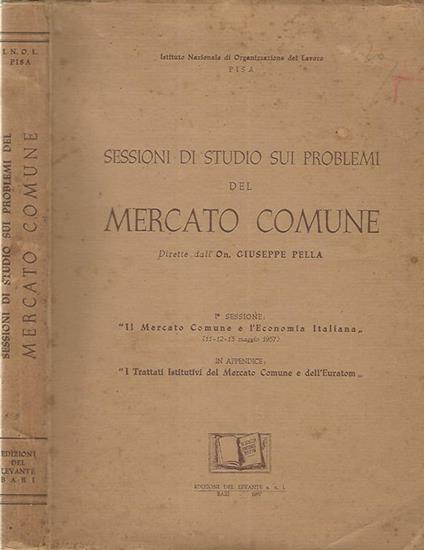 I. N. O. L.
PISA
SESSIONI DI STUDIO SUI PROBLEMI DEL
MERCATO COMUNE
EDIZIONI
DEL
LEVANTE
BARI
Istituto Nazionale di Organizzazione del Lavoro
PISA
SESSIONI DI STUDIO SUI PROBLEMI
DEL
MERCATO COMUNE
Dirette dall'On. GIUSEPPE PELLA
Iª SESSIONE:
"Il Mercato Comune e l'Economia Italiana„
(11-12-13 maggio 1957)
IN APPENDICE:
"I Trattati Istitutivi del Mercato Comune e dell'Euratom„
EDIZIONI DEL LEVANTE s. r. l.
BARI 1957